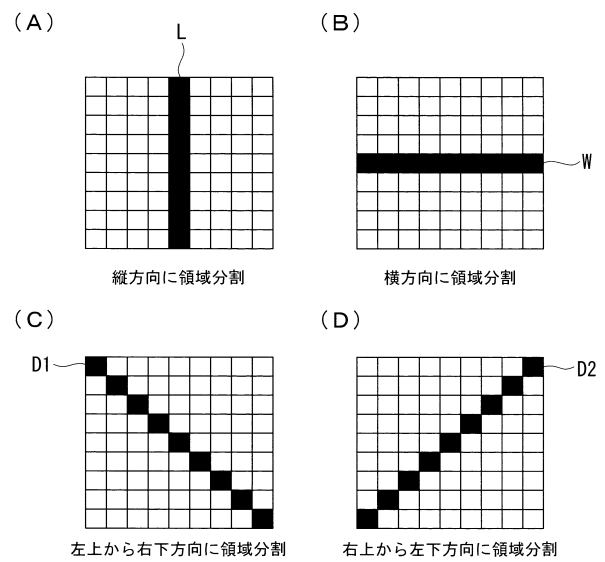 (A)
L
(B)
W
縦方向に領域分割
横方向に領域分割
(C)
D1
(D)
D2
左上から右下方向に領域分割
右上から左下方向に領域分割